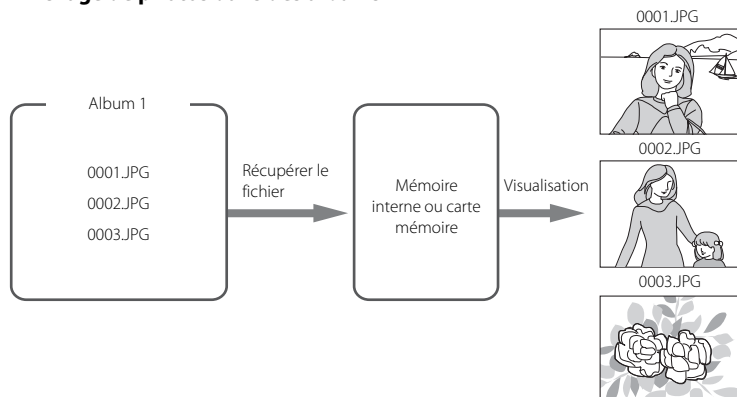 0001.JPG
Album 1
0001.JPG
0002.JPG
0003.JPG
Récupérer le
fichier
Mémoire
interne ou carte
mémoire
Visualisation
0002.JPG
0003.JPG